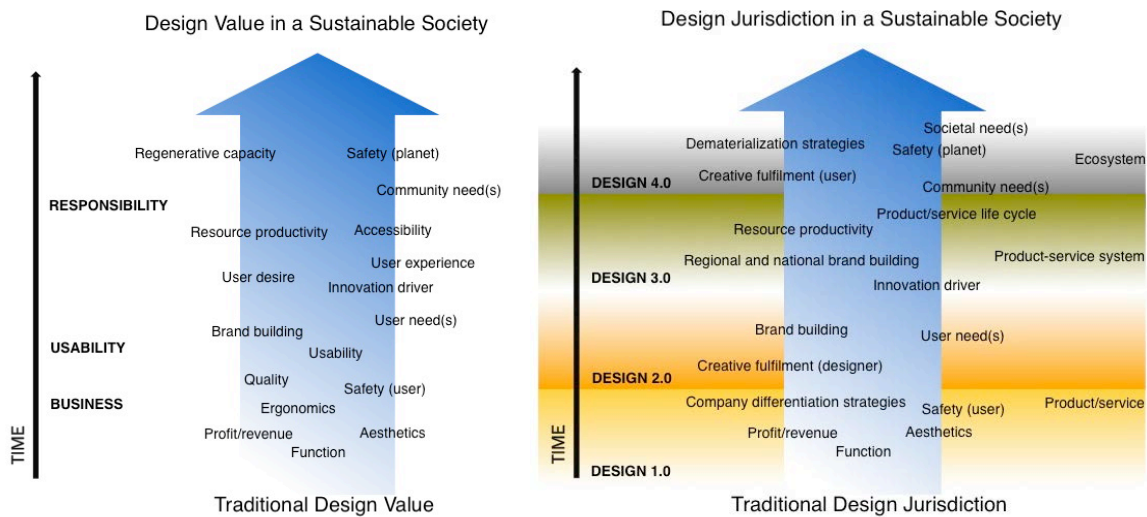 Design Value in a Sustainable Society
Regenerative capacity
Safety (planet)
Community need(s)
RESPONSIBILITY
Resource productivity
Accessibility
User experience
User desire
Innovation driver
User need(s)
Brand building
USABILITY
Usability
Quality
Safety (user)
BUSINESS
Ergonomics
Profit/revenue
Aesthetics
Function
TIME
Traditional Design Value
Design Jurisdiction in a Sustainable Society
Societal need(s)
Dematerialization strategies
Safety (planet)
Ecosystem
Creative fulfilment (user)
DESIGN 4.0
Community need(s)
Product/service life cycle
Resource productivity
Product-service system
Regional and national brand building
DESIGN 3.0
Innovation driver
Brand building
User need(s)
Creative fulfilment (designer)
DESIGN 2.0
Company differentiation strategies
Product/service
Safety (user)
Profit/revenue
Aesthetics
Function
DESIGN 1.0
TIME
Traditional Design Jurisdiction